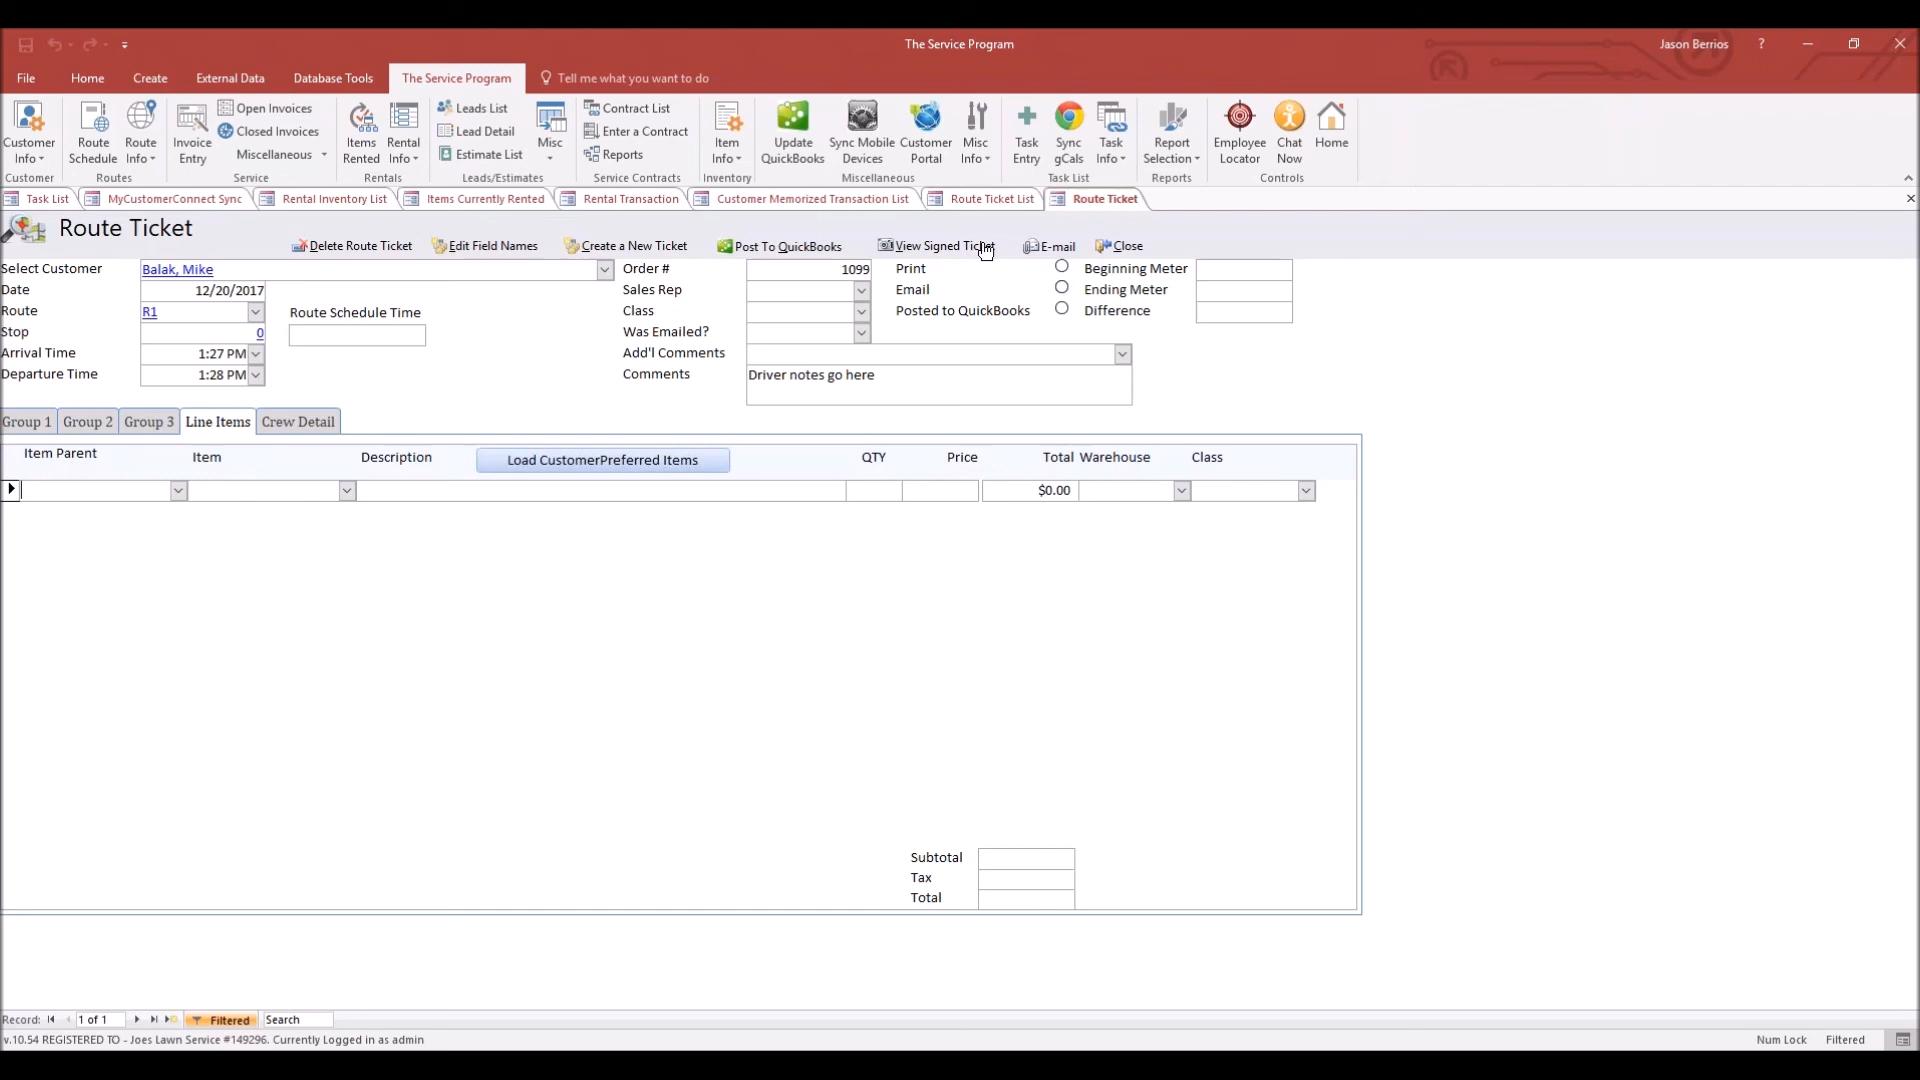 The Service Program
Jason Berrios ?
File Home Create External Data Database Tools The Service Program Tell me what you want to do
Customer Info
Route Schedule
Route Info
Invoice Entry
Open Invoices
Closed Invoices
Miscellaneous
Items Rented
Rental Info
Leads List
Lead Detail
Estimate List
Misc
Contract List
Enter a Contract
Reports
Item Info
Update QuickBooks
Sync Mobile Devices
Customer Portal
Misc Info
Task Entry
Sync gCals
Task Info
Report Selection
Employee Locator
Chat Now
Home
Customer Routes Service Rentals Leads/Estimates Service Contracts Inventory Miscellaneous Task List Reports Controls
Task List MyCustomerConnect Sync Rental Inventory List Items Currently Rented Rental Transaction Customer Memorized Transaction List Route Ticket List Route Ticket
Route Ticket
Delete Route Ticket Edit Field Names Create a New Ticket Post To QuickBooks View Signed Ticket E-mail Close
Select Customer Balak, Mike Order # 1099 Print Beginning Meter
Date 12/20/2017 Sales Rep Email Ending Meter
Route R1 Route Schedule Time Class Posted to QuickBooks Difference
Stop 0 Was Emailed?
Arrival Time 1:27 PM Add'l Comments
Departure Time 1:28 PM Comments Driver notes go here
Group 1 Group 2 Group 3 Line Items Crew Detail
Item Parent Item Description Load CustomerPreferred Items QTY Price Total Warehouse Class
$0.00
Subtotal
Tax
Total
Record: 1 of 1 Filtered Search
v.10.54 REGISTERED TO - Joes Lawn Service #149296. Currently Logged in as admin Num Lock Filtered